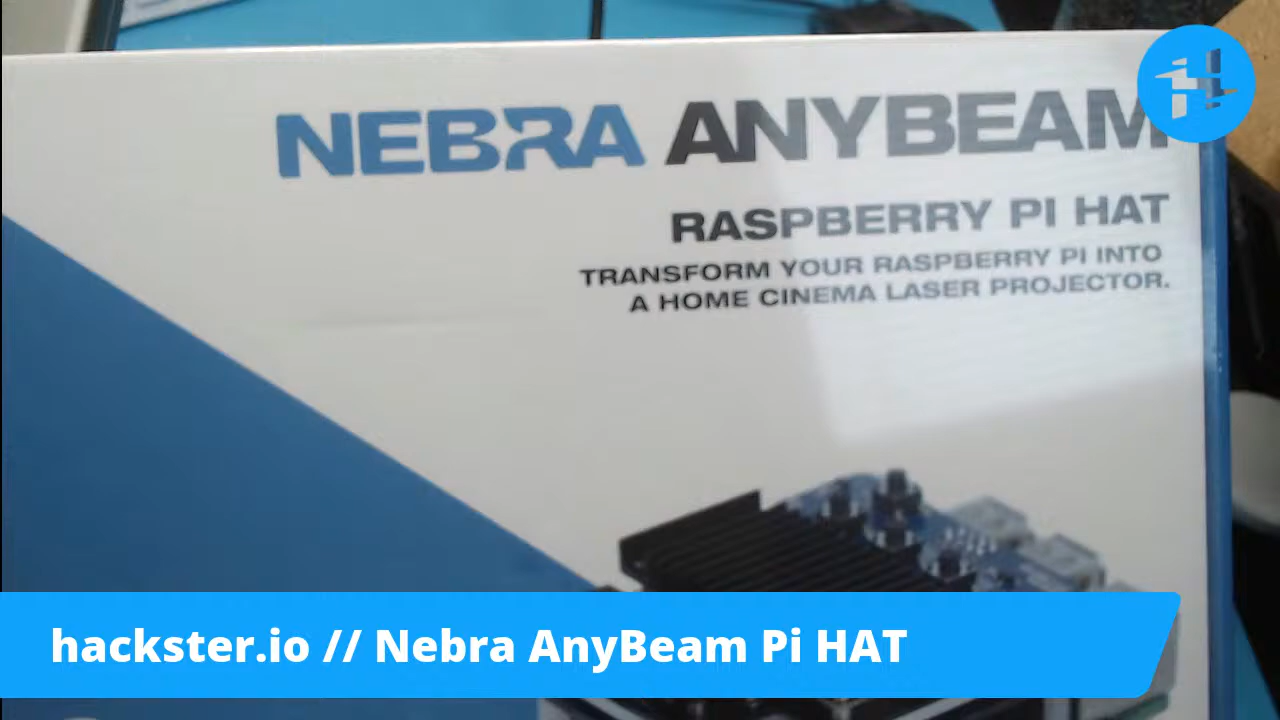 NEBRA ANYBEAM
RASPBERRY PI HAT
TRANSFORM YOUR RASPBERRY PI INTO
A HOME CINEMA LASER PROJECTOR.
hackster.io // Nebra AnyBeam Pi HAT